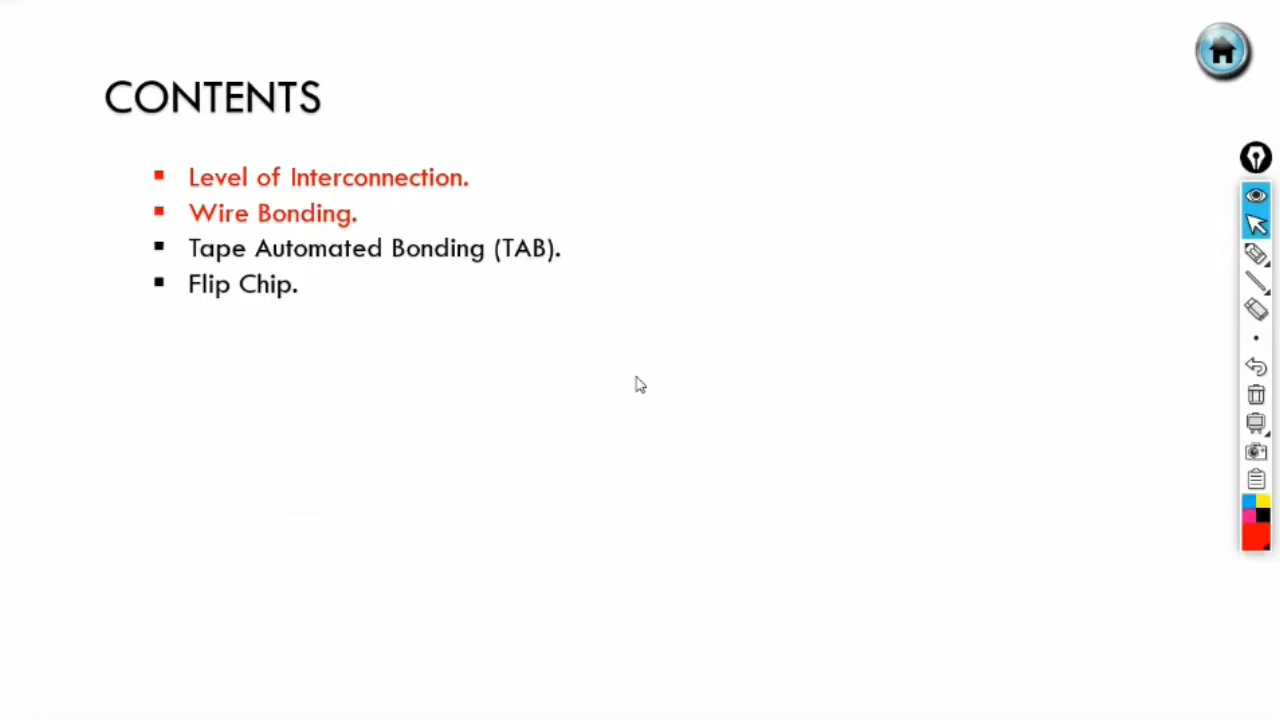 CONTENTS
▪ Level of Interconnection.
▪ Wire Bonding.
▪ Tape Automated Bonding (TAB).
▪ Flip Chip.